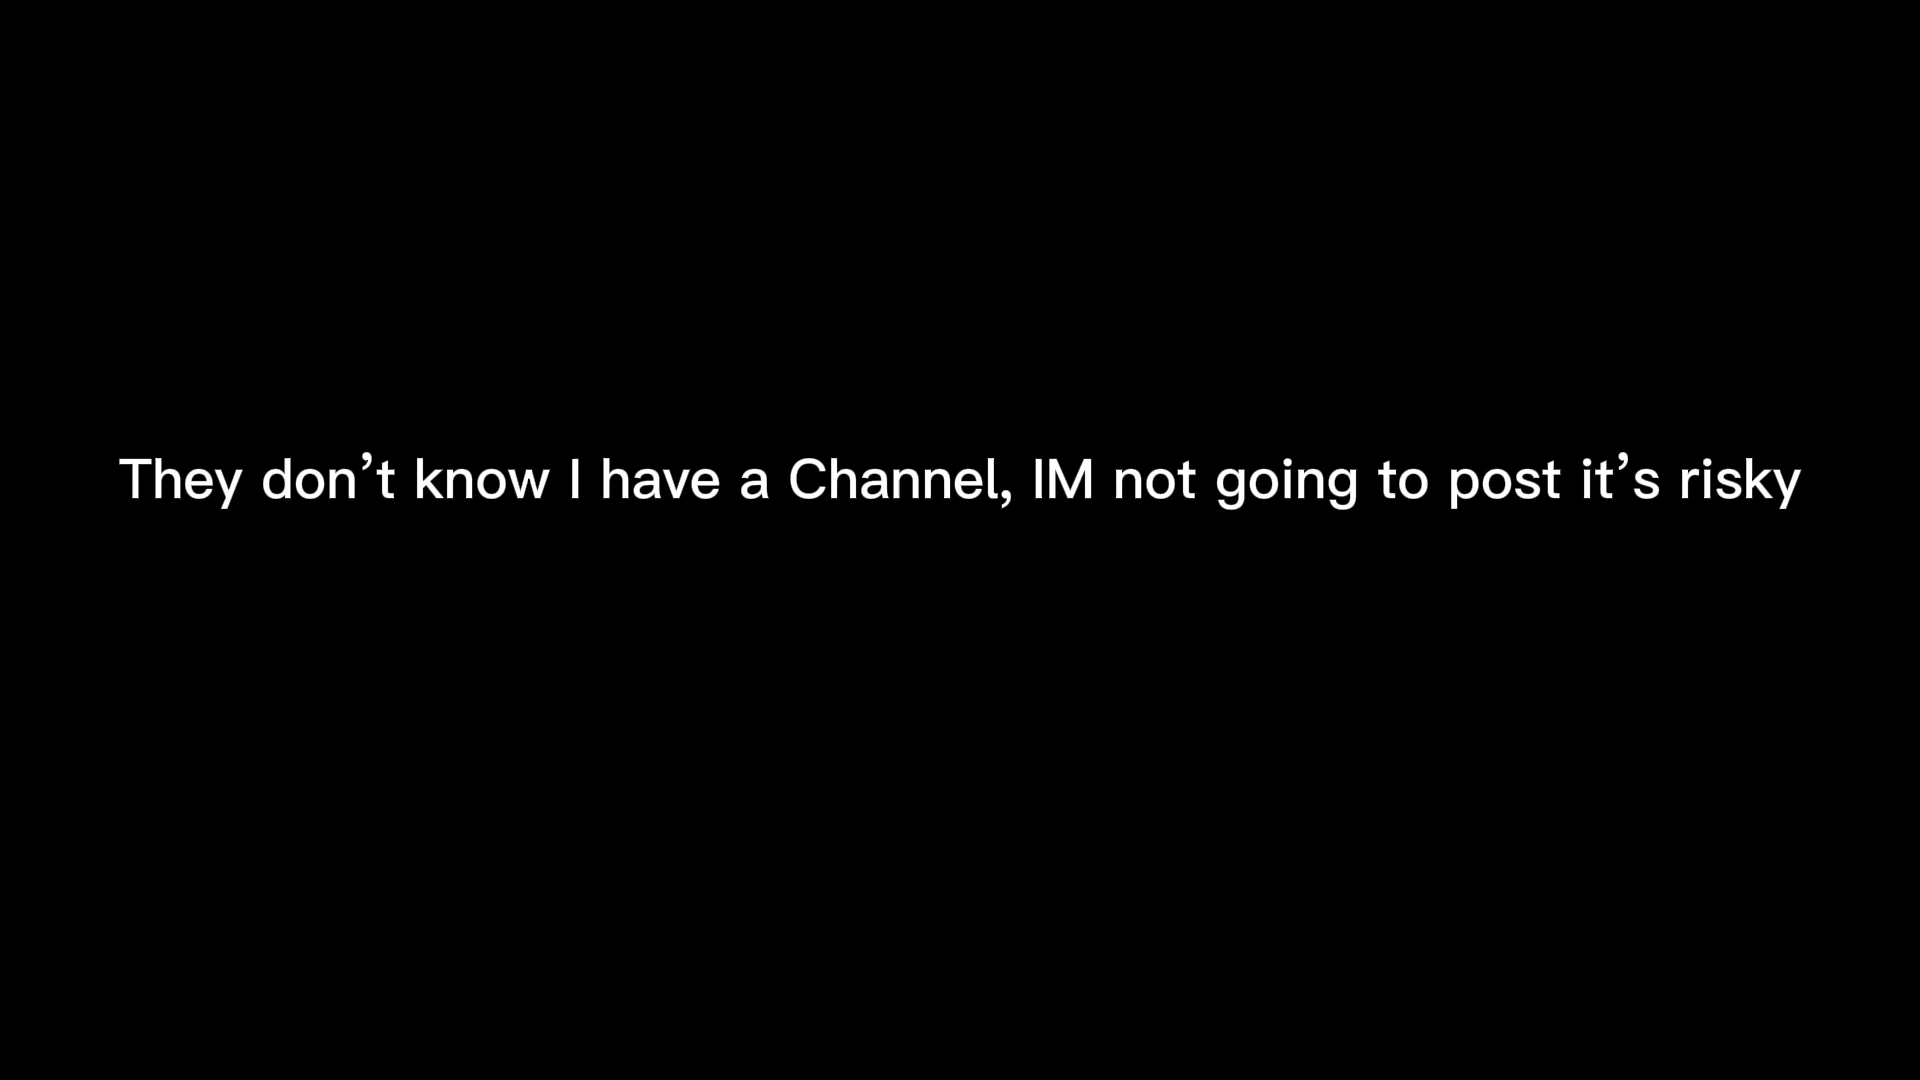 They don’t know I have a Channel, IM not going to post it’s risky